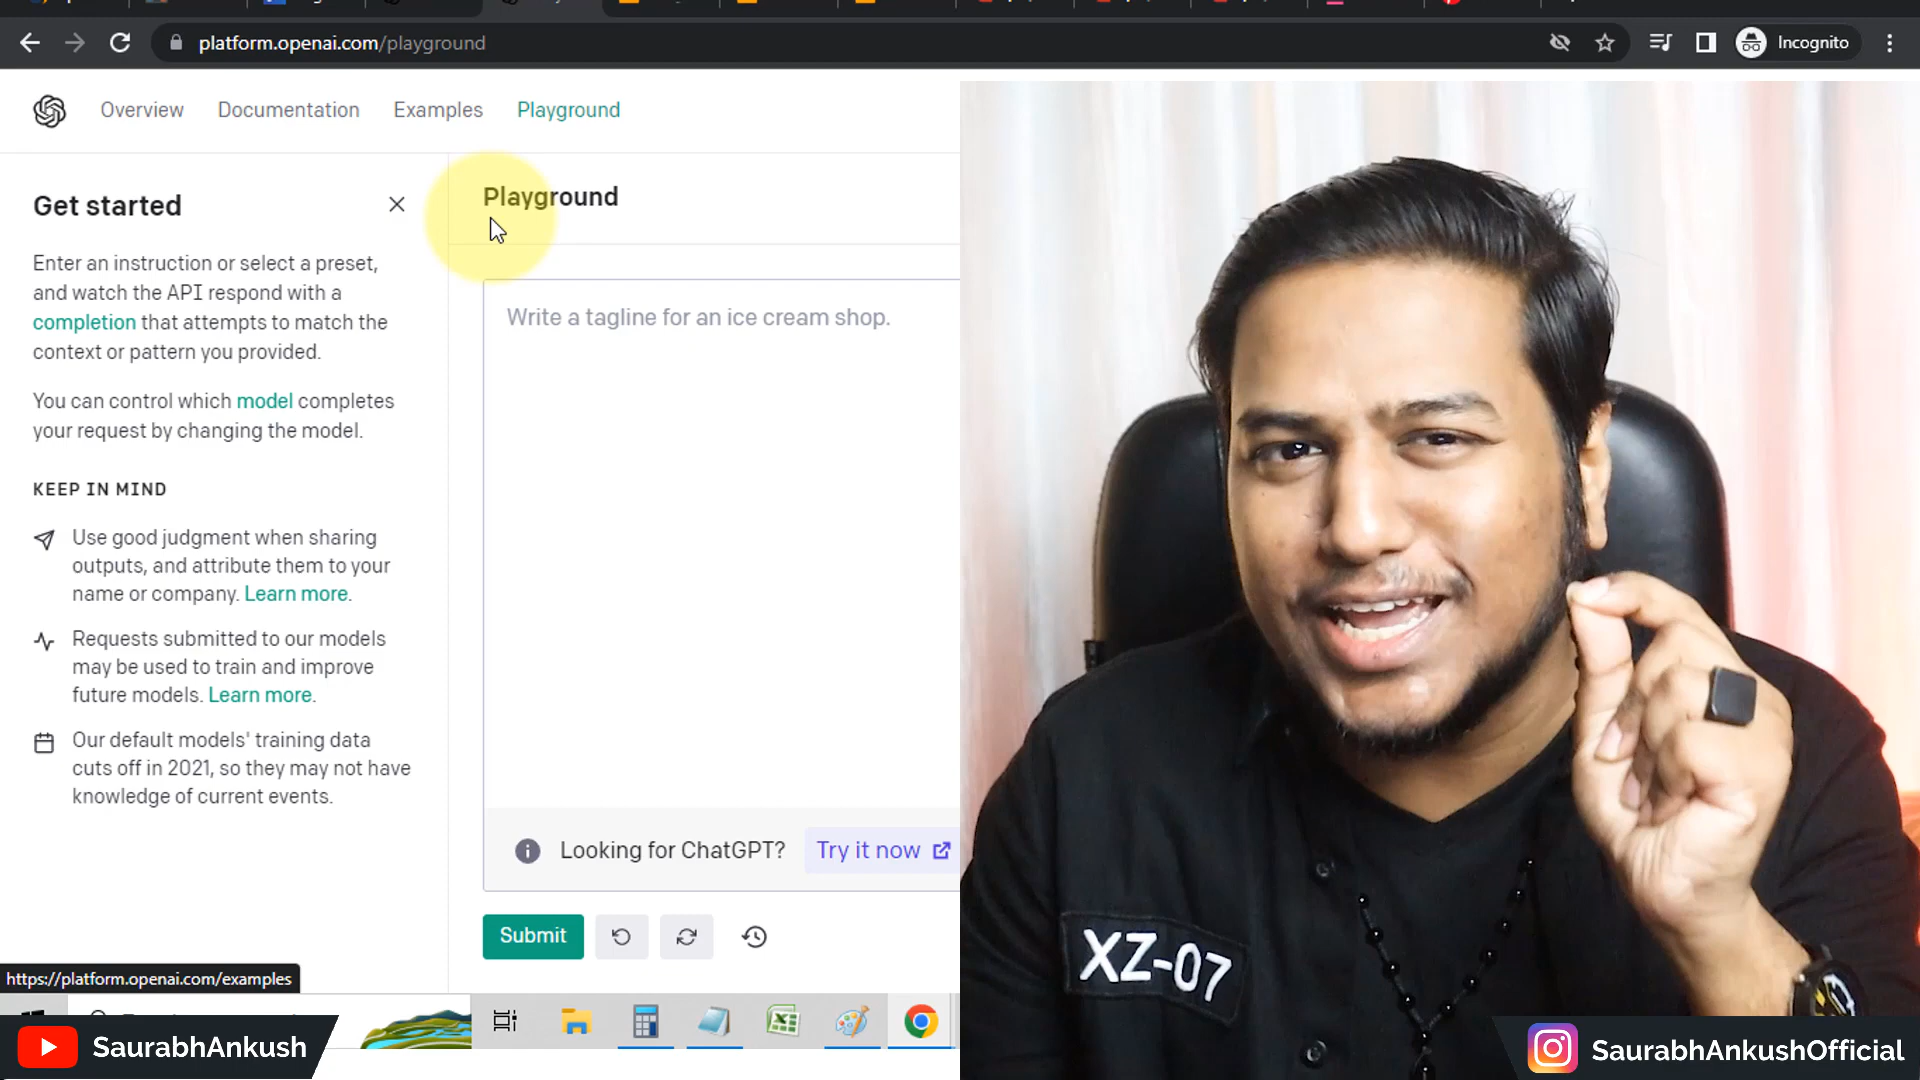 platform.openai.com/playground
Incognito
Overview
Documentation
Examples
Playground
Get started
Enter an instruction or select a preset,
and watch the API respond with a
completion that attempts to match the
context or pattern you provided.
You can control which model completes
your request by changing the model.
KEEP IN MIND
Use good judgment when sharing
outputs, and attribute them to your
name or company. Learn more.
Requests submitted to our models
may be used to train and improve
future models. Learn more.
Our default models' training data
cuts off in 2021, so they may not have
knowledge of current events.
Playground
Write a tagline for an ice cream shop.
Looking for ChatGPT?
Try it now
Submit
https://platform.openai.com/examples
XZ-07
SaurabhAnkush
SaurabhAnkushOfficial